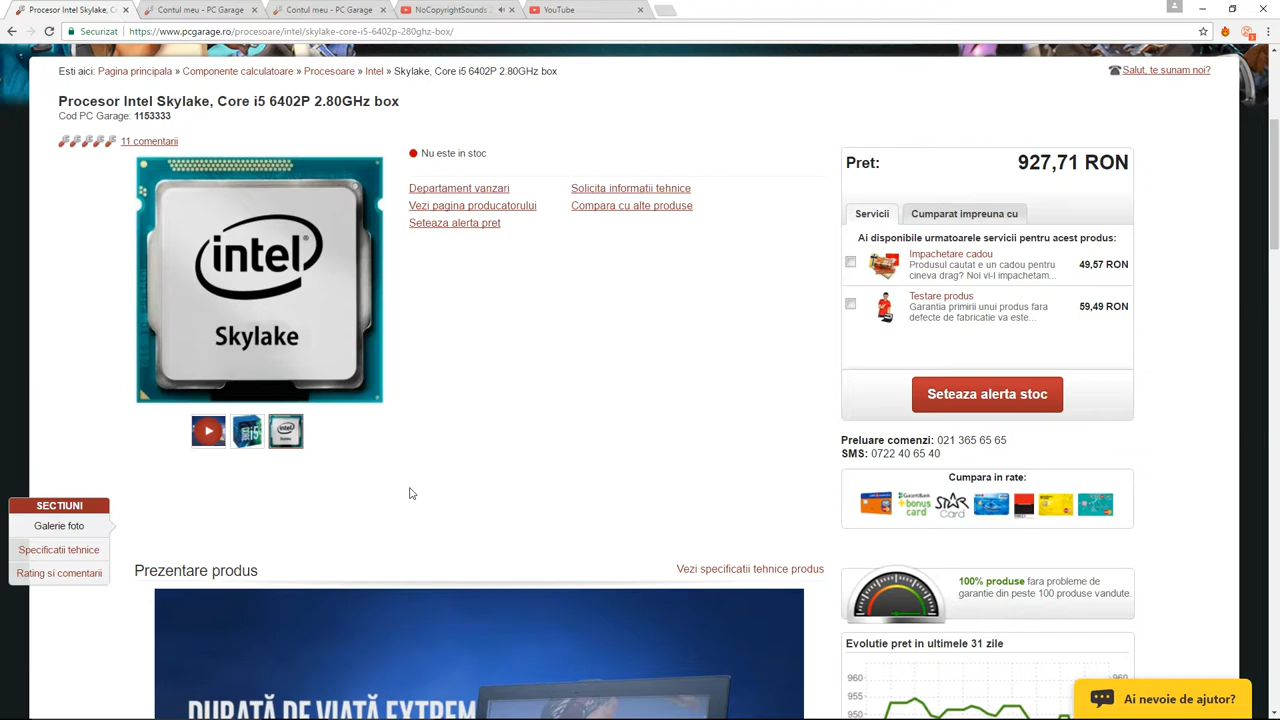 Procesor Intel Skylake, C
Contul meu - PC Garage
Contul meu - PC Garage
NoCopyrightSounds
YouTube
Securizat
https://www.pcgarage.ro/procesoare/intel/skylake-core-i5-6402p-280ghz-box/
Esti aici: Pagina principala » Componente calculatoare » Procesoare » Intel » Skylake, Core i5 6402P 2.80GHz box
Salut, te sunam noi?
Procesor Intel Skylake, Core i5 6402P 2.80GHz box
Cod PC Garage: 1153333
11 comentarii
Nu este in stoc
Departament vanzari
Solicita informatii tehnice
Vezi pagina producatorului
Compara cu alte produse
Seteaza alerta pret
intel®
Skylake
Pret: 927,71 RON
Servicii
Cumparat impreuna cu
Ai disponibile urmatoarele servicii pentru acest produs:
Impachetare cadou
Produsul cautat e un cadou pentru
cineva drag? Noi vi-l impachetam...
49,57 RON
Testare produs
Garantia primirii unui produs fara
defecte de fabricatie va este...
59,49 RON
Seteaza alerta stoc
Preluare comenzi: 021 365 65 65
SMS: 0722 40 65 40
Cumpara in rate:
SECTIUNI
Galerie foto
Specificatii tehnice
Rating si comentarii
Prezentare produs
Vezi specificatii tehnice produs
DURATĂ DE VIAȚĂ EXTREM
100% produse fara probleme de
garantie din peste 100 produse vandute.
Evolutie pret in ultimele 31 zile
960
960
955
955
950
Ai nevoie de ajutor?